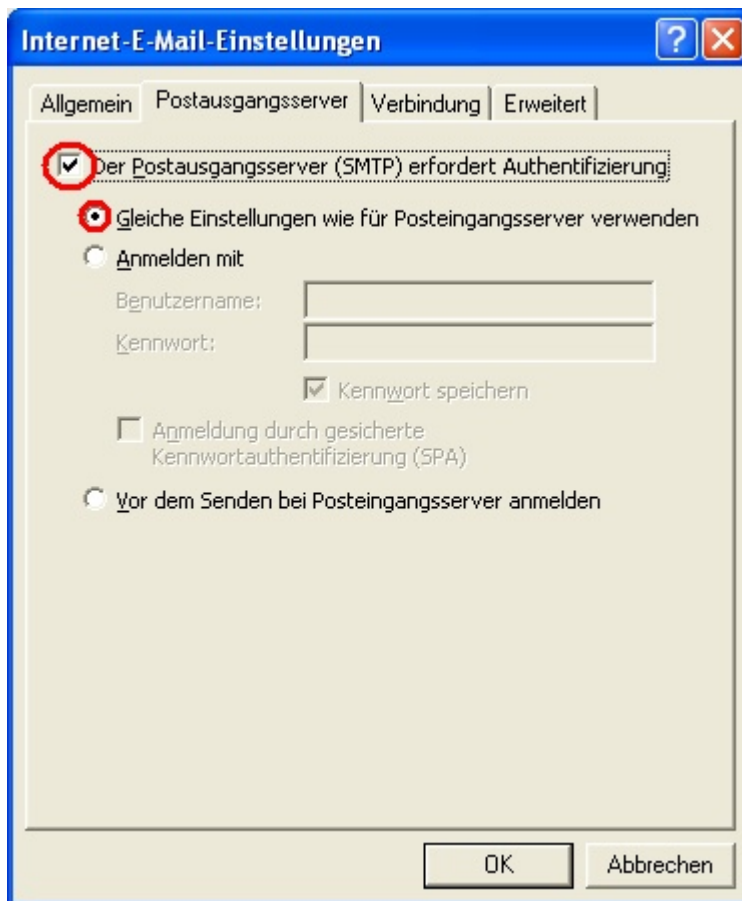 Internet-E-Mail-Einstellungen
?
Allgemein Postausgangsserver Verbindung Erweitert
Der Postausgangsserver (SMTP) erfordert Authentifizierung
Gleiche Einstellungen wie für Posteingangsserver verwenden
Anmelden mit
Benutzername:
Kennwort:
Kennwort speichern
Anmeldung durch gesicherte
Kennwortauthentifizierung (SPA)
Vor dem Senden bei Posteingangsserver anmelden
OK Abbrechen